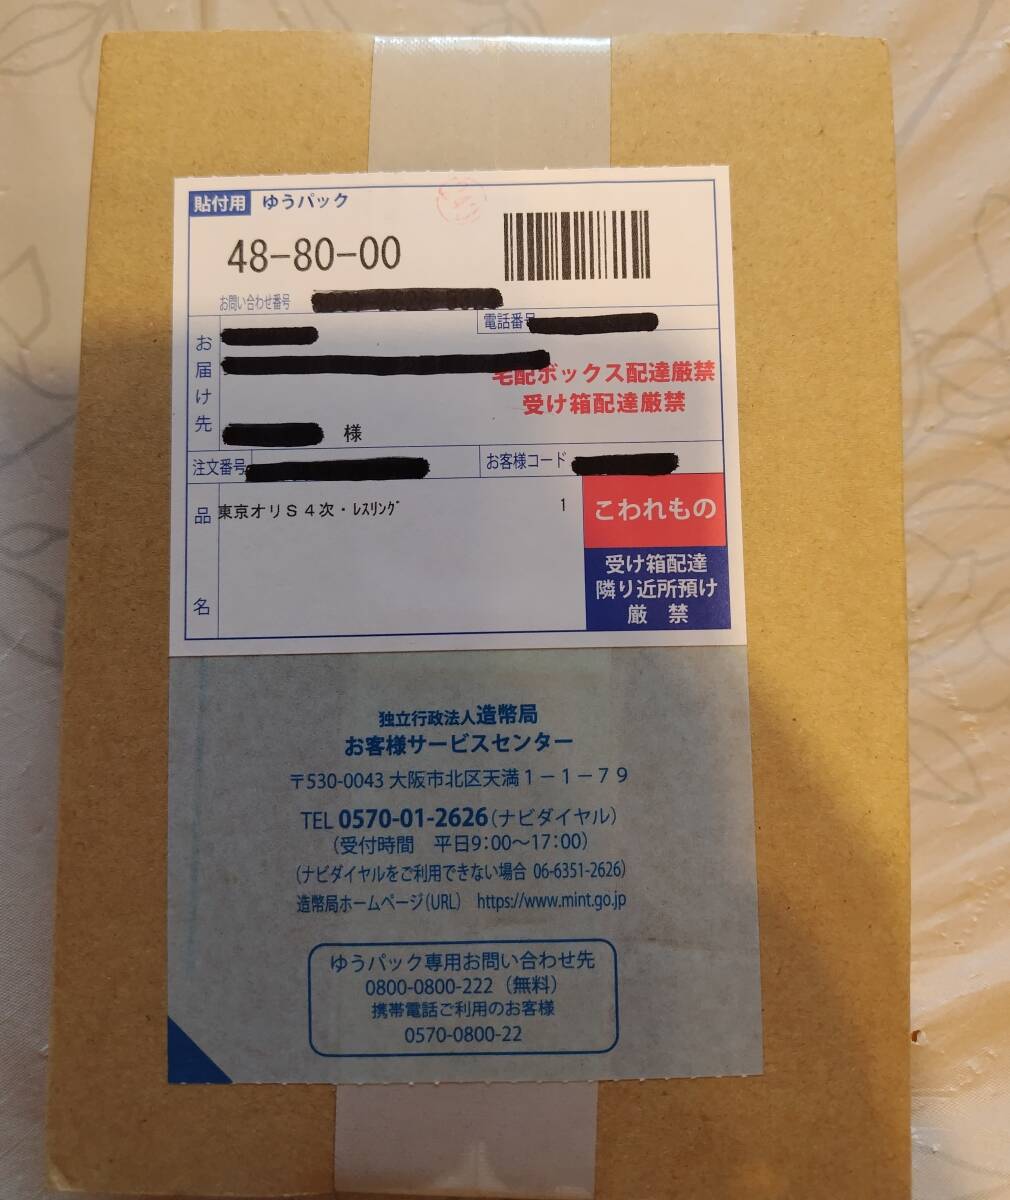 貼付用 ゆうパック
48-80-00
お問い合わせ番号
電話番号
お届け先
宅配ボックス配達厳禁
受け箱配達厳禁
様
注文番号
お客様コード
品名
東京オリS4次・ﾚｽﾘﾝｸﾞ 1
こわれもの
受け箱配達
隣り近所預け
厳 禁
独立行政法人造幣局
お客様サービスセンター
〒530-0043 大阪市北区天満1-1-79
TEL 0570-01-2626(ナビダイヤル)
(受付時間 平日9:00~17:00)
(ナビダイヤルをご利用できない場合 06-6351-2626)
造幣局ホームページ(URL) https://www.mint.go.jp
ゆうパック専用お問い合わせ先
0800-0800-222(無料)
携帯電話ご利用のお客様
0570-0800-22